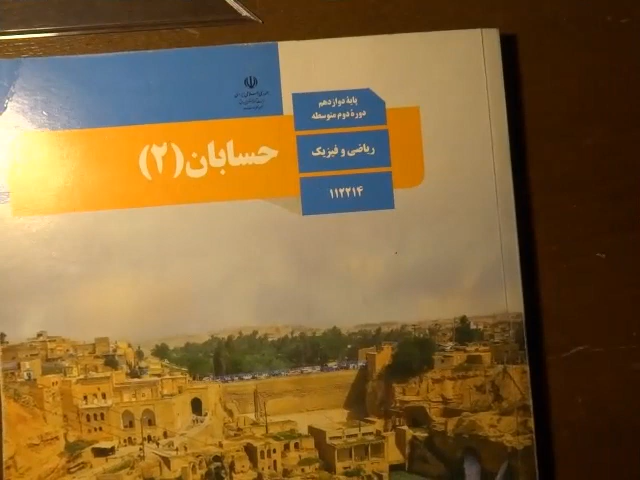 پایهٔ دوازدهم
دورهٔ دوم متوسطه
ریاضی و فیزیک
۱۱۲۲۱۴
حسابان (۲)